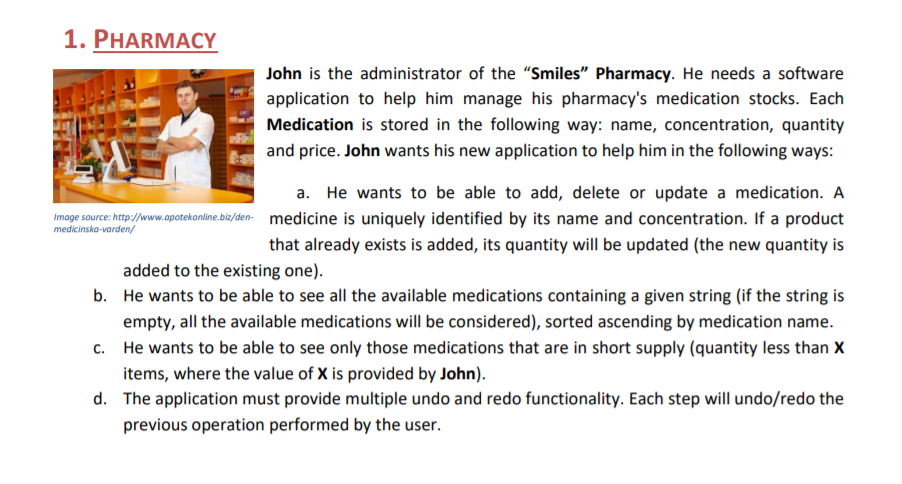 1. PHARMACY
John is the administrator of the “Smiles” Pharmacy. He needs a software
application to help him manage his pharmacy's medication stocks. Each
Medication is stored in the following way: name, concentration, quantity
and price. John wants his new application to help him in the following ways:
a. He wants to be able to add, delete or update a medication. A
medicine is uniquely identified by its name and concentration. If a product
that already exists is added, its quantity will be updated (the new quantity is
added to the existing one).
Image source: http://www.apotekonline.biz/den-
medicinska-varden/
b. He wants to be able to see all the available medications containing a given string (if the string is
empty, all the available medications will be considered), sorted ascending by medication name.
c. He wants to be able to see only those medications that are in short supply (quantity less than X
items, where the value of X is provided by John).
d. The application must provide multiple undo and redo functionality. Each step will undo/redo the
previous operation performed by the user.